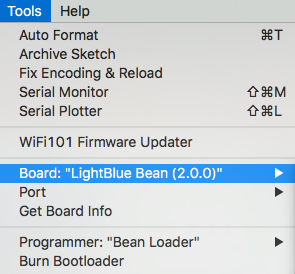 Tools Help
Auto Format ⌘T
Archive Sketch
Fix Encoding & Reload
Serial Monitor ⇧⌘M
Serial Plotter ⇧⌘L
WiFi101 Firmware Updater
Board: "LightBlue Bean (2.0.0)"
Port
Get Board Info
Programmer: "Bean Loader"
Burn Bootloader